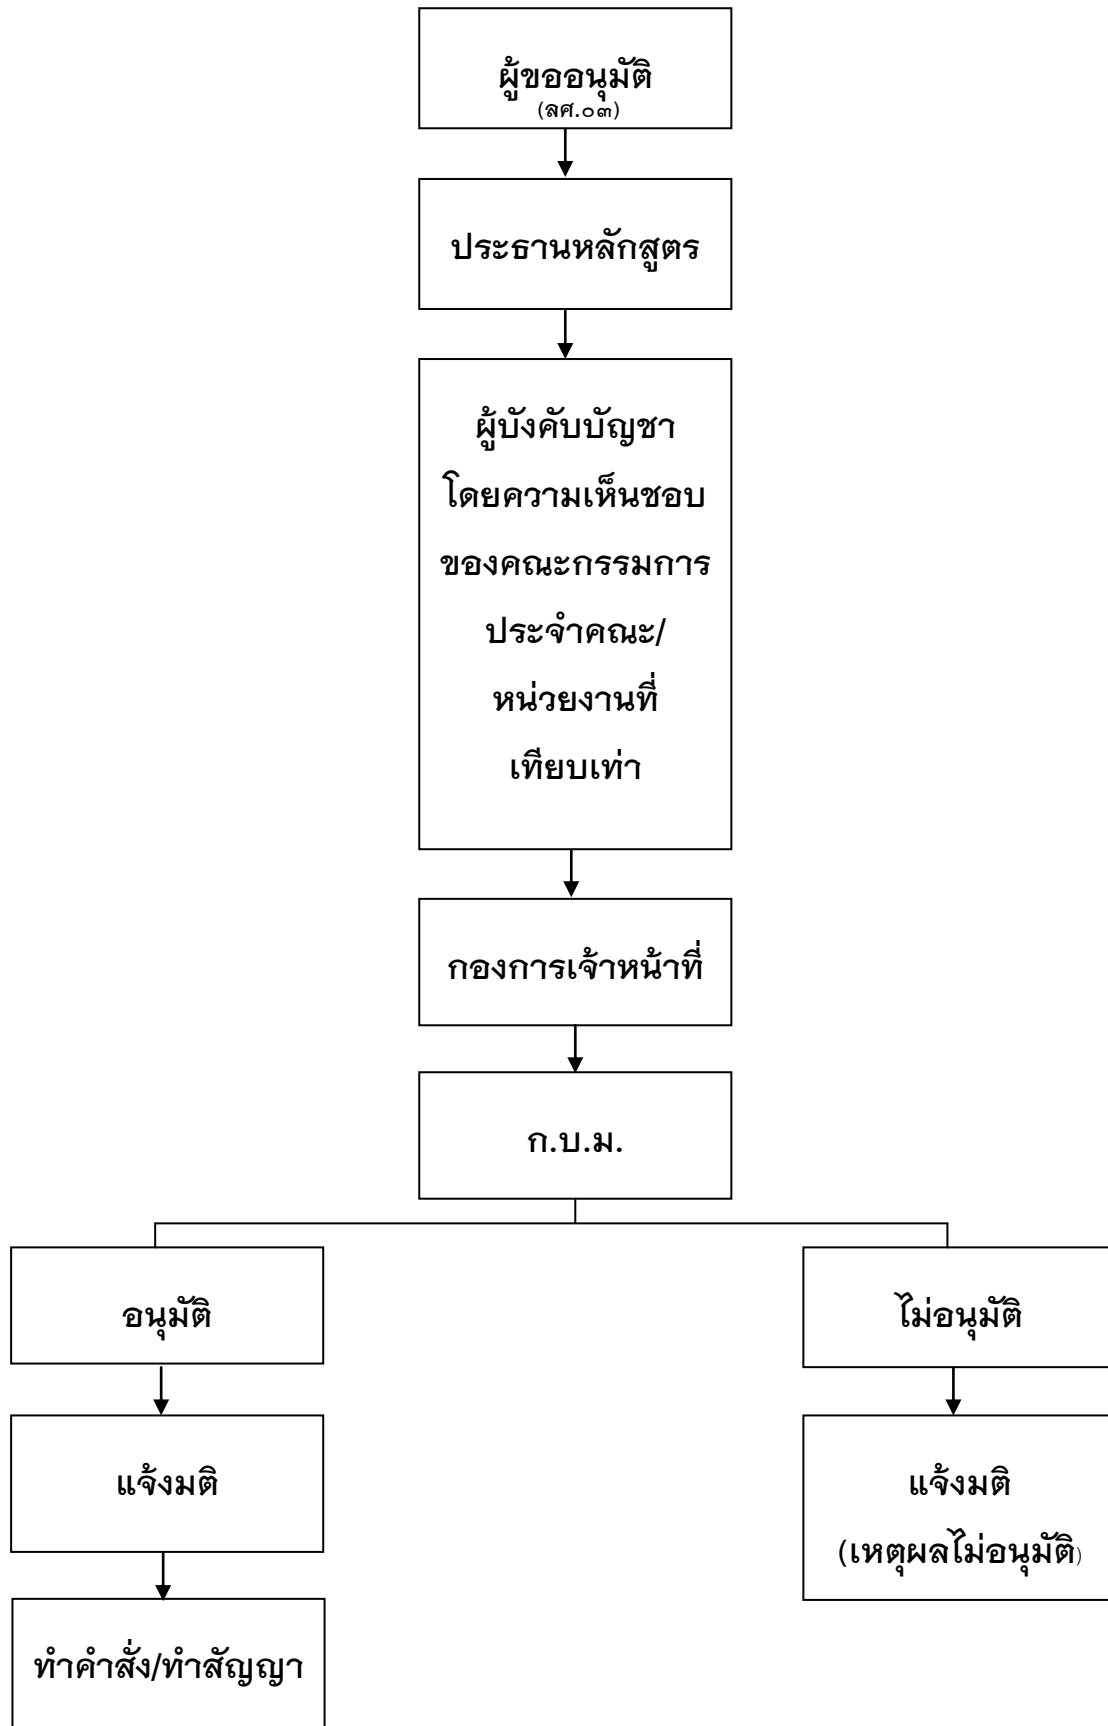 ผู้ขออนุมัติ
(ลศ.๐๓)
ประธานหลักสูตร
ผู้บังคับบัญชา
โดยความเห็นชอบ
ของคณะกรรมการ
ประจำคณะ/
หน่วยงานที่
เทียบเท่า
กองการเจ้าหน้าที่
ก.บ.ม.
อนุมัติ
ไม่อนุมัติ
แจ้งมติ
แจ้งมติ
(เหตุผลไม่อนุมัติ)
ทำคำสั่ง/ทำสัญญา